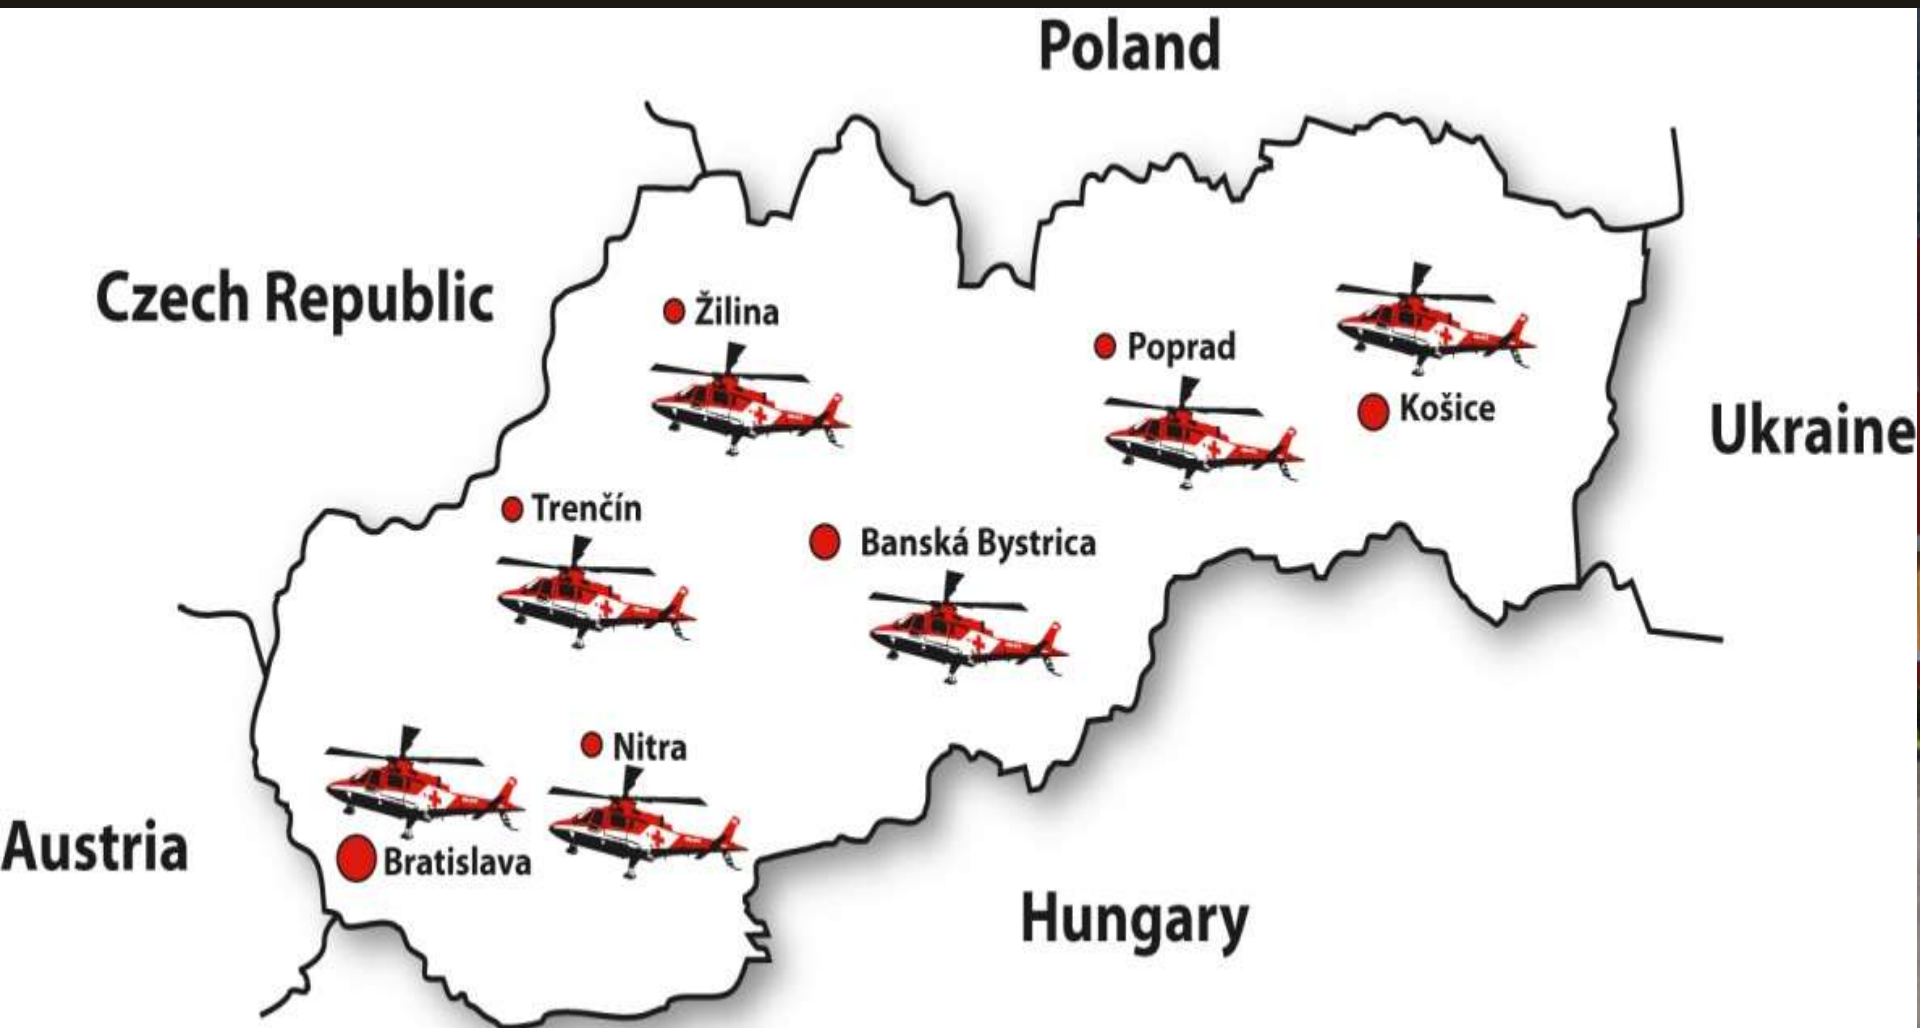 Poland
Czech Republic
Žilina
Poprad
Košice
Ukraine
Trenčín
Banská Bystrica
Nitra
Austria
Bratislava
Hungary